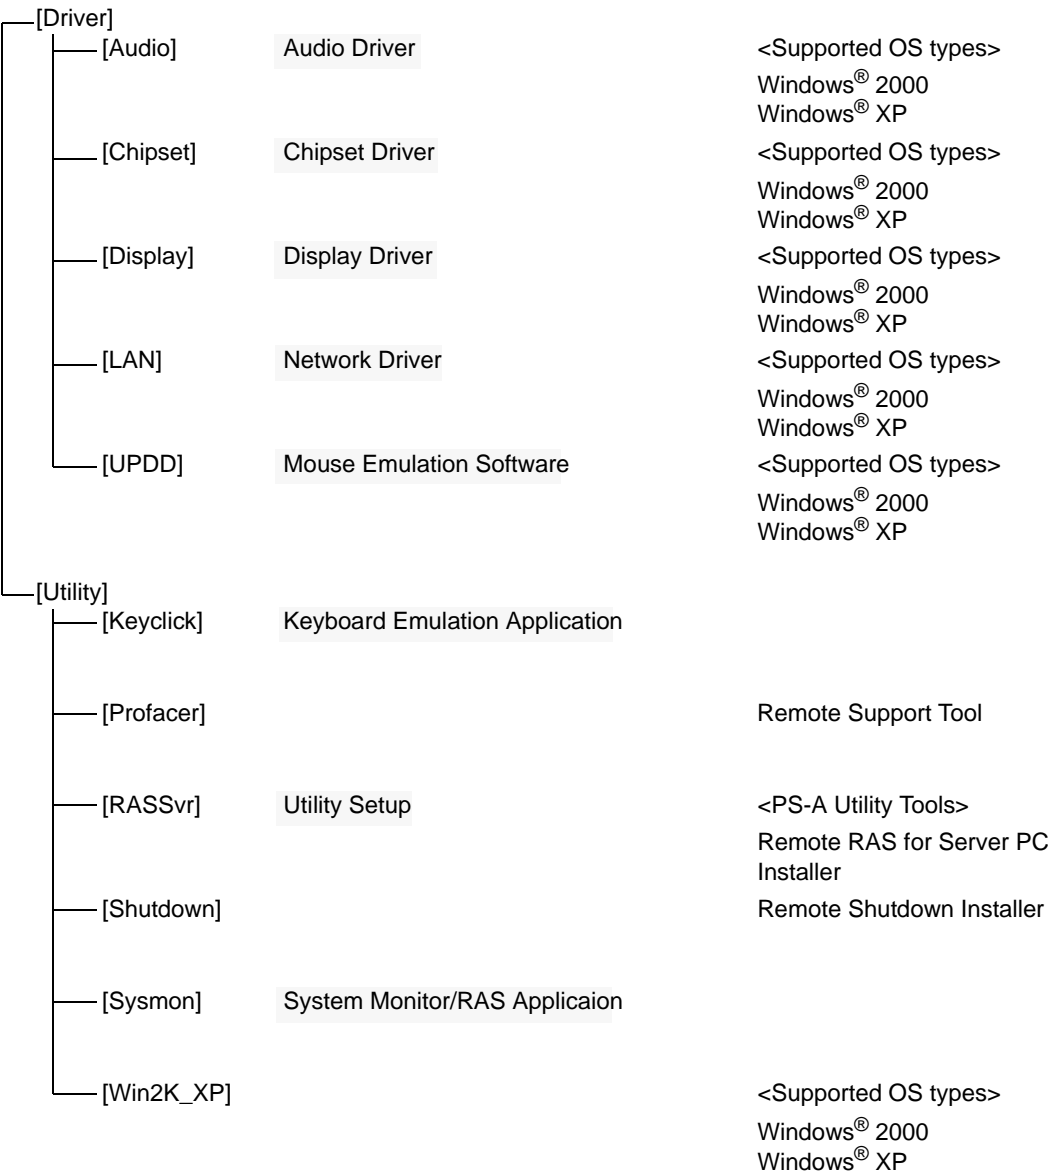 [Driver]
[Audio] Audio Driver <Supported OS types>
Windows® 2000
Windows® XP
[Chipset] Chipset Driver <Supported OS types>
Windows® 2000
Windows® XP
[Display] Display Driver <Supported OS types>
Windows® 2000
Windows® XP
[LAN] Network Driver <Supported OS types>
Windows® 2000
Windows® XP
[UPDD] Mouse Emulation Software <Supported OS types>
Windows® 2000
Windows® XP
[Utility]
[Keyclick] Keyboard Emulation Application
[Profacer] Remote Support Tool
[RASSvr] Utility Setup <PS-A Utility Tools>
Remote RAS for Server PC
Installer
[Shutdown] Remote Shutdown Installer
[Sysmon] System Monitor/RAS Applicaion
[Win2K_XP] <Supported OS types>
Windows® 2000
Windows® XP